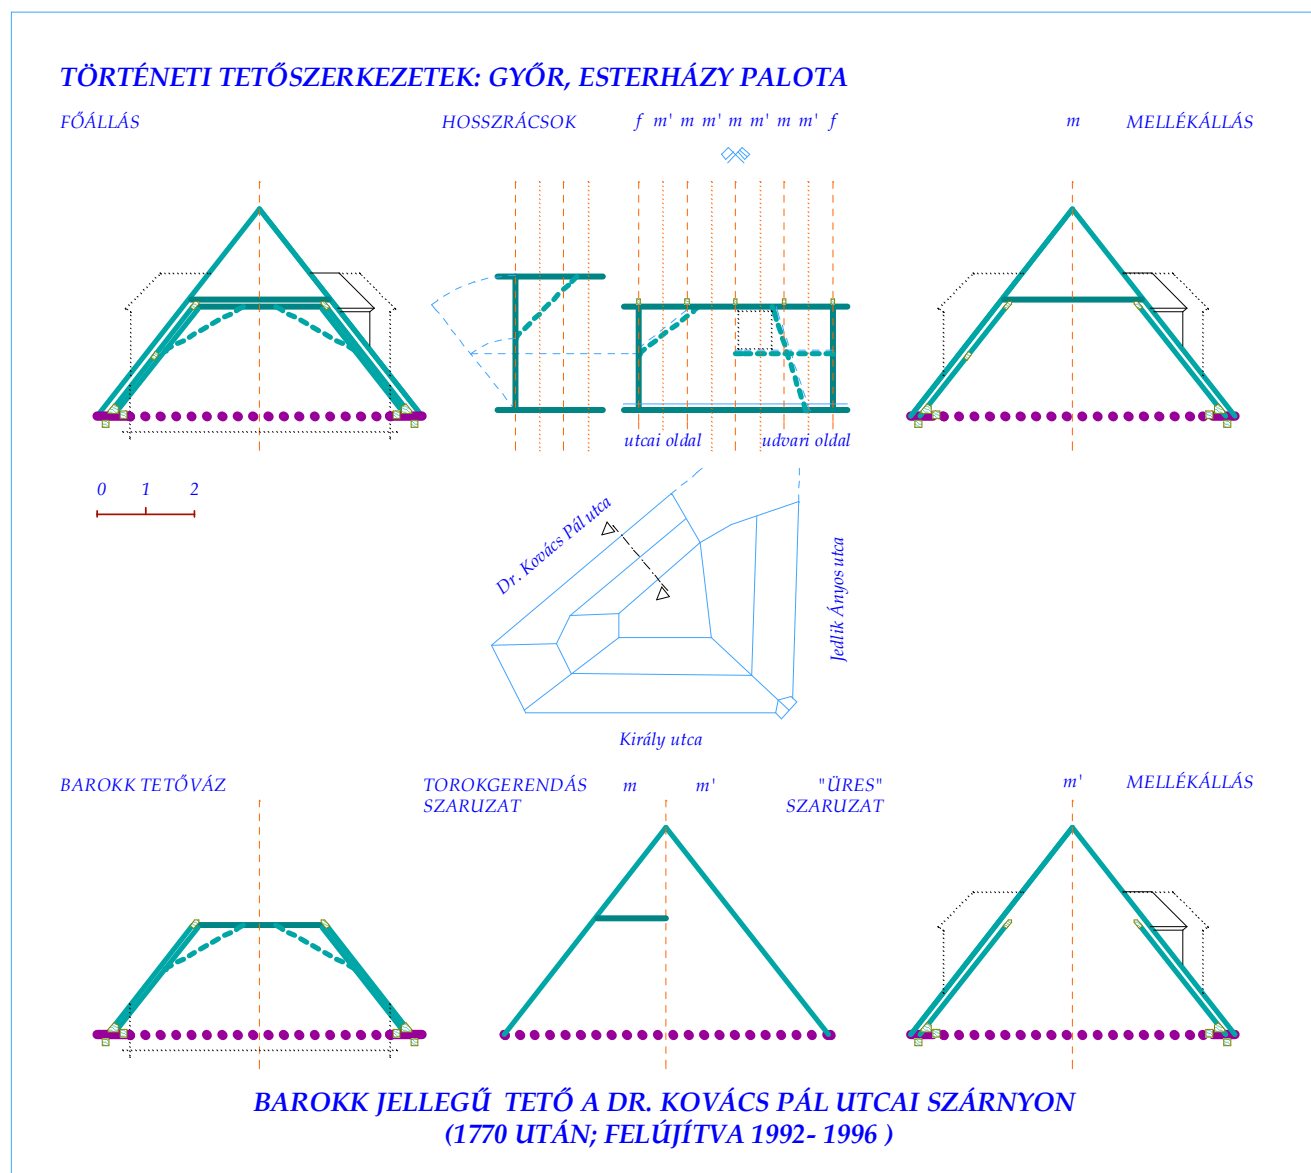 TÖRTÉNETI TETŐSZERKEZETEK: GYŐR, ESTERHÁZY PALOTA
FŐÁLLÁS
HOSSZRÁCSOK
f m' m m' m m' m m' f
m
MELLÉKÁLLÁS
utcai oldal
udvari oldal
0 1 2
Dr. Kovács Pál utca
Jedlik Ányos utca
Király utca
BAROKK TETŐVÁZ
TOROKGERENDÁS
SZARUZAT
m
m'
"ÜRES"
SZARUZAT
m'
MELLÉKÁLLÁS
BAROKK JELLEGŰ TETŐ A DR. KOVÁCS PÁL UTCAI SZÁRNYON
(1770 UTÁN; FELÚJÍTVA 1992- 1996 )